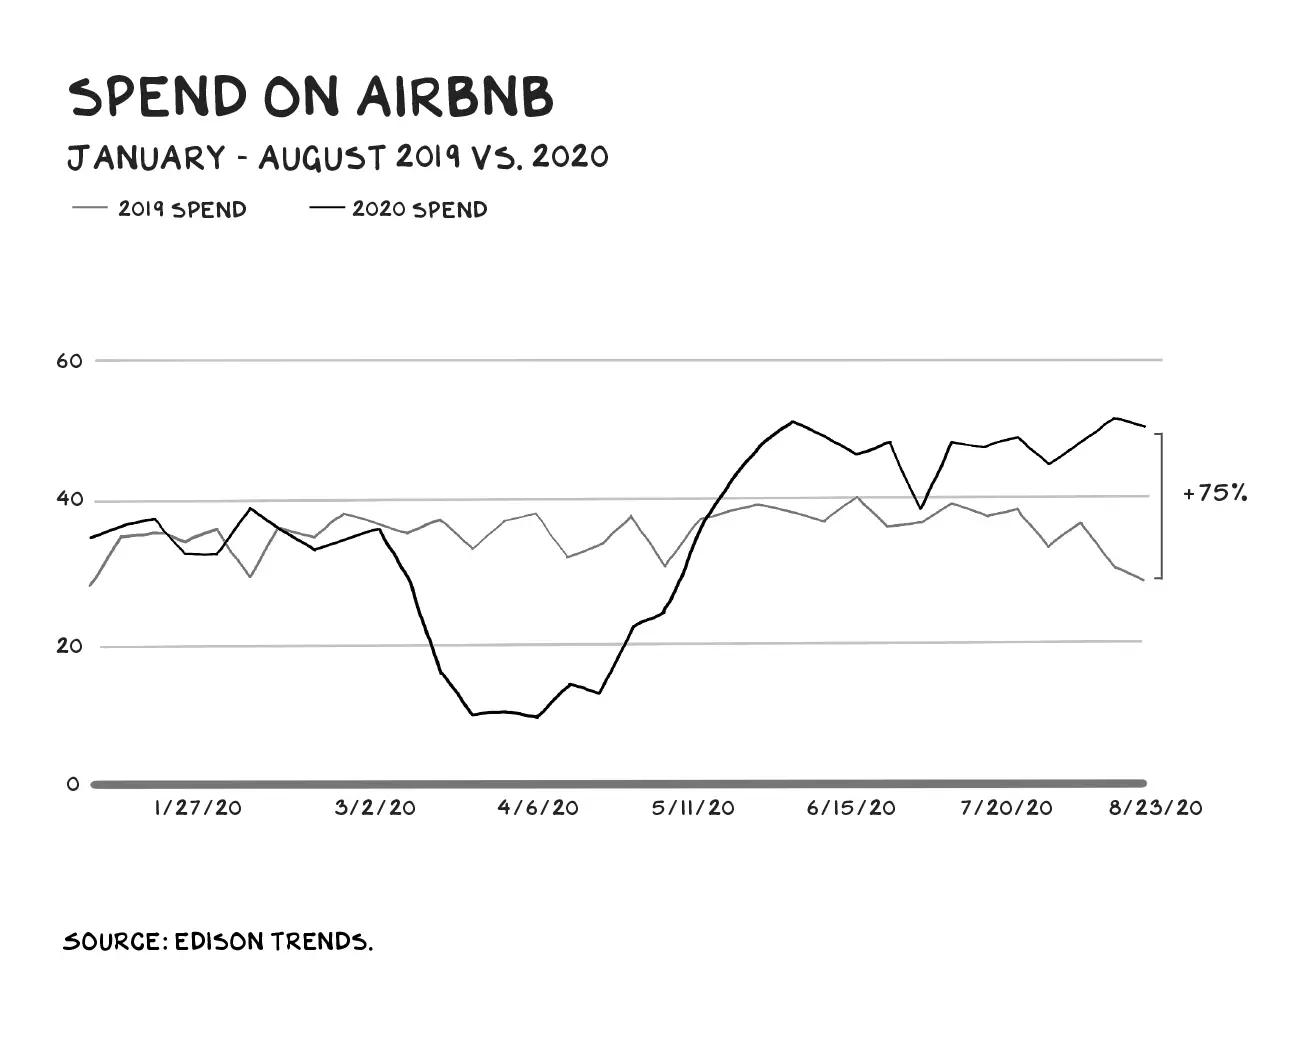 SPEND ON AIRBNB
JANUARY - AUGUST 2019 VS. 2020
2019 SPEND 2020 SPEND
60
40
+75%
20
0
1/27/20 3/2/20 4/6/20 5/11/20 6/15/20 7/20/20 8/23/20
SOURCE: EDISON TRENDS.